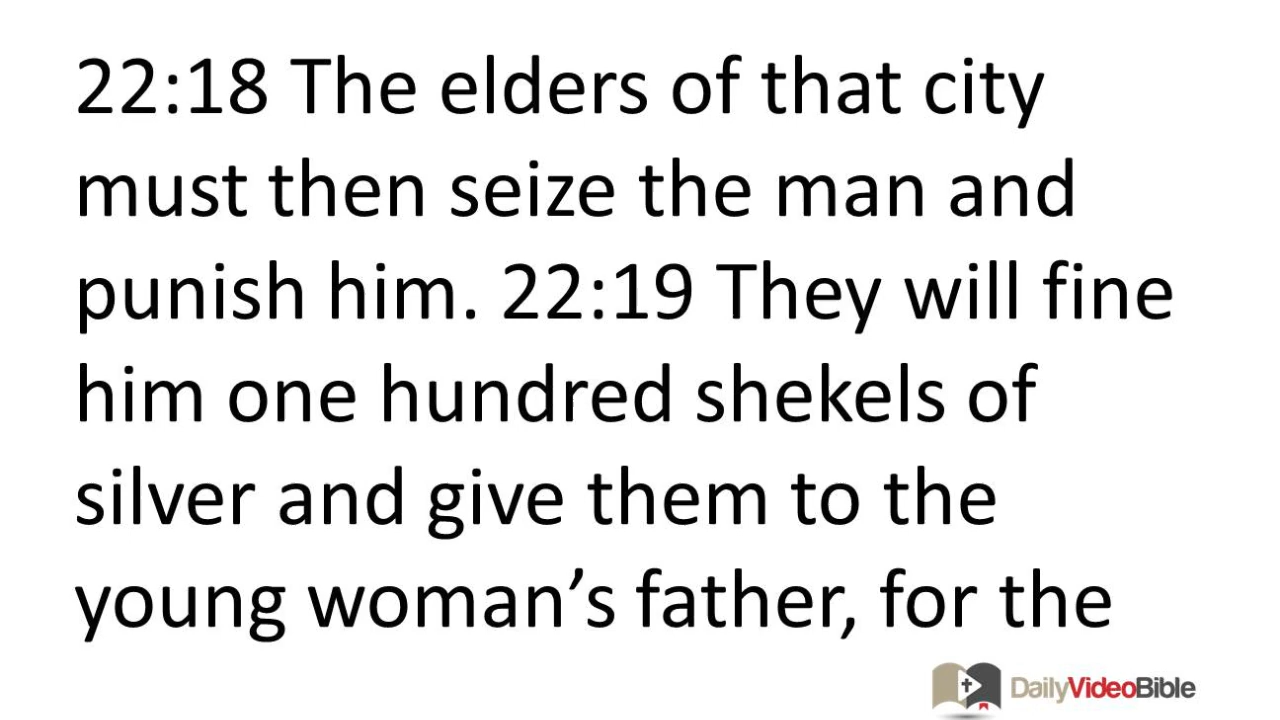 22:18 The elders of that city
must then seize the man and
punish him. 22:19 They will fine
him one hundred shekels of
silver and give them to the
young woman’s father, for the
DailyVideoBible